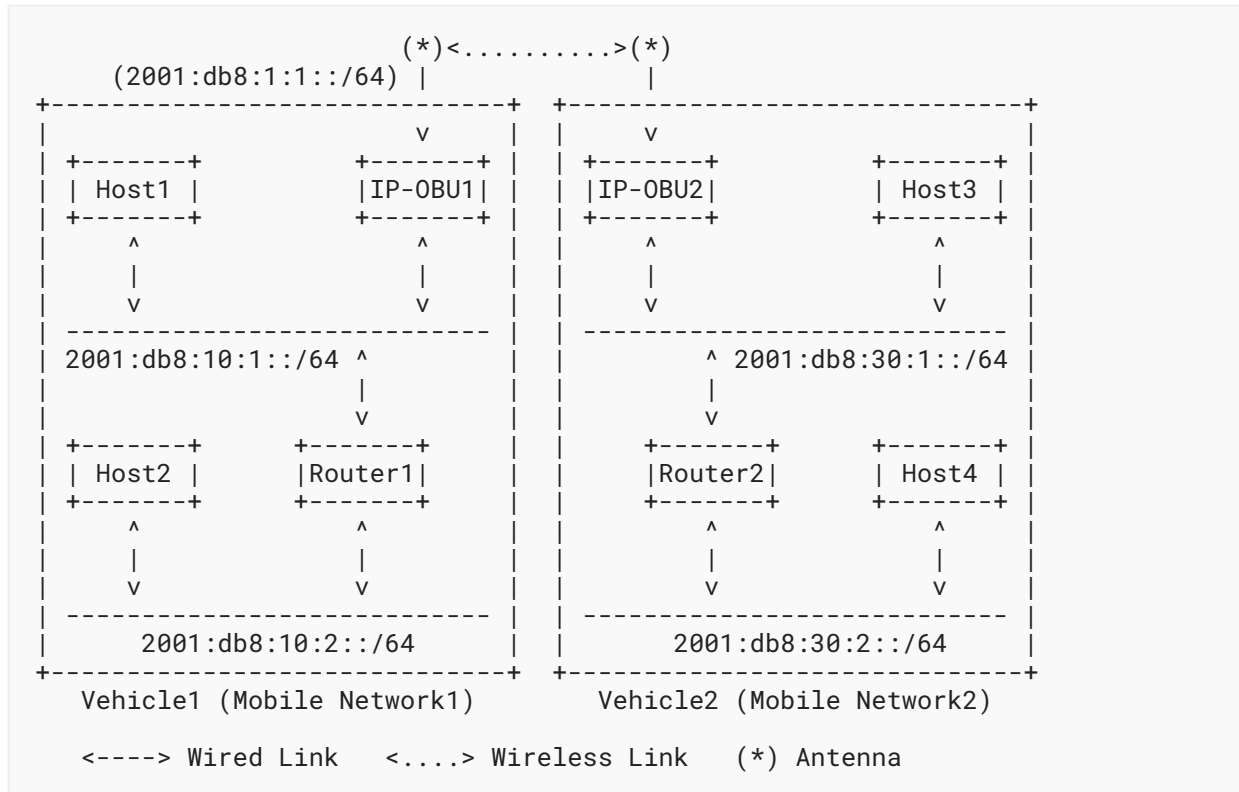 (*)<..........>(*)
(2001:db8:1:1::/64) | |
+------------------------------+ +------------------------------+
| v | | v |
| +-------+ +-------+ | | +-------+ +-------+ |
| | Host1 | |IP-OBU1| | | |IP-OBU2| | Host3 | |
| +-------+ +-------+ | | +-------+ +-------+ |
| ^ ^ | | ^ ^ |
| | | | | | | |
| v v | | v v |
| ---------------------------- | | ---------------------------- |
| 2001:db8:10:1::/64 ^ | | ^ 2001:db8:30:1::/64 |
| | | | | |
| v | | v |
| +-------+ +-------+ | | +-------+ +-------+ |
| | Host2 | |Router1| | | |Router2| | Host4 | |
| +-------+ +-------+ | | +-------+ +-------+ |
| ^ ^ | | ^ ^ |
| | | | | | | |
| v v | | v v |
| ---------------------------- | | ---------------------------- |
| 2001:db8:10:2::/64 | | 2001:db8:30:2::/64 |
+------------------------------+ +------------------------------+
Vehicle1 (Mobile Network1) Vehicle2 (Mobile Network2)
<----> Wired Link <....> Wireless Link (*) Antenna